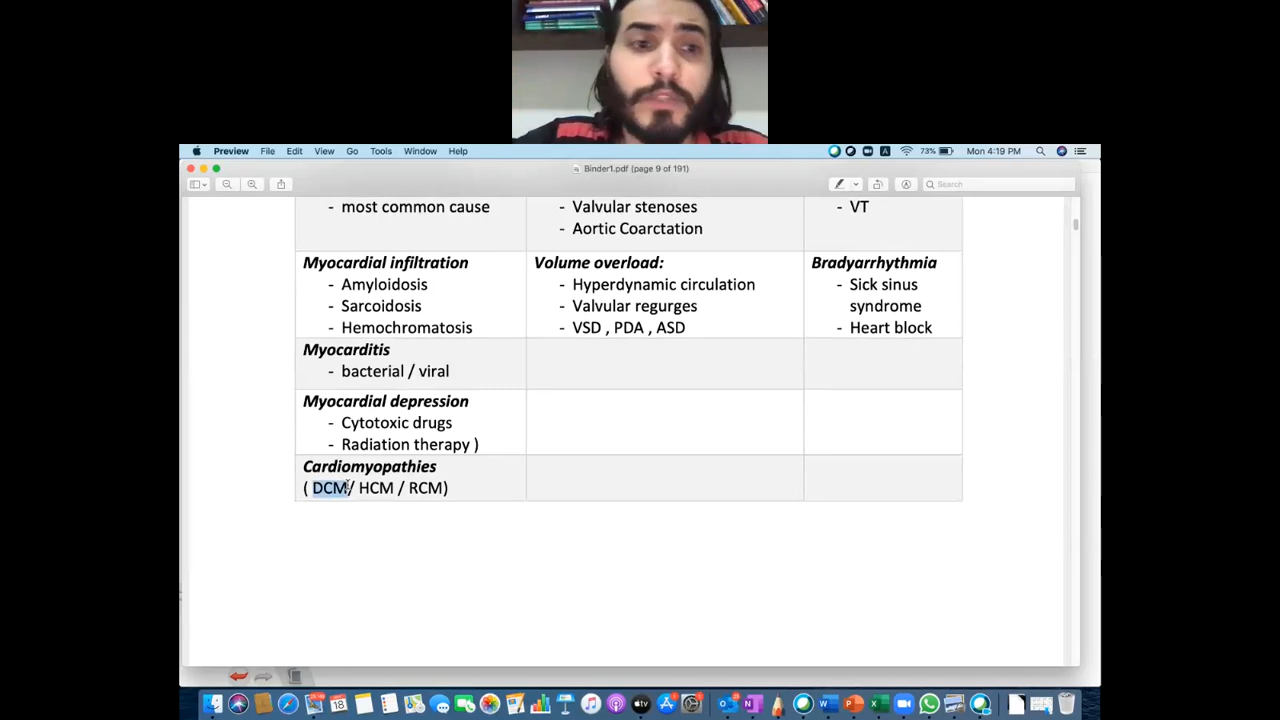 Preview File Edit View Go Tools Window Help
73% Mon 4:19 PM
Binder1.pdf (page 9 of 191)
Search
- most common cause
- Valvular stenoses
- Aortic Coarctation
- VT
Myocardial infiltration
- Amyloidosis
- Sarcoidosis
- Hemochromatosis
Volume overload:
- Hyperdynamic circulation
- Valvular regurges
- VSD , PDA , ASD
Bradyarrhythmia
- Sick sinus
syndrome
- Heart block
Myocarditis
- bacterial / viral
Myocardial depression
- Cytotoxic drugs
- Radiation therapy )
Cardiomyopathies
( DCM/ HCM / RCM)